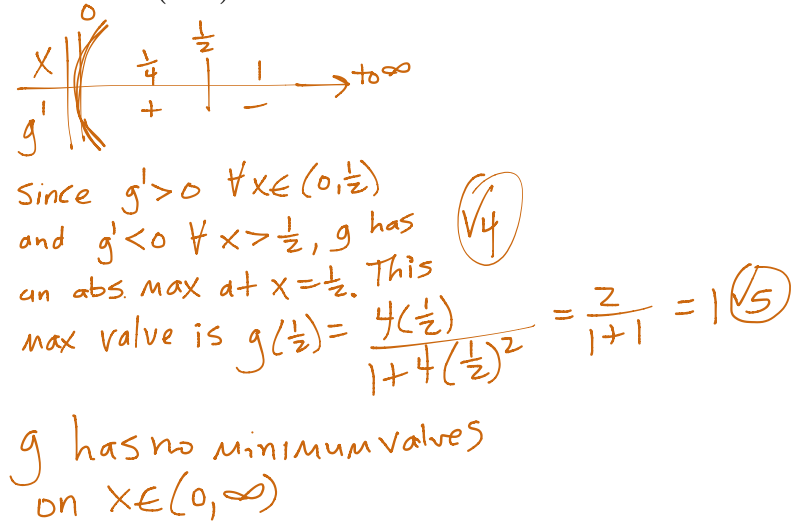 0
x 1/4 1/2 1 to ∞
g' + −
Since g'>0 ∀ x∈(0,1/2)
and g'<0 ∀ x>1/2, g has √4
an abs. max at x=1/2. This
max value is g(1/2)= 4(1/2)/(1+4(1/2)^2) = 2/(1+1) = 1 √5
g has no minimum valves
on x∈(0,∞)